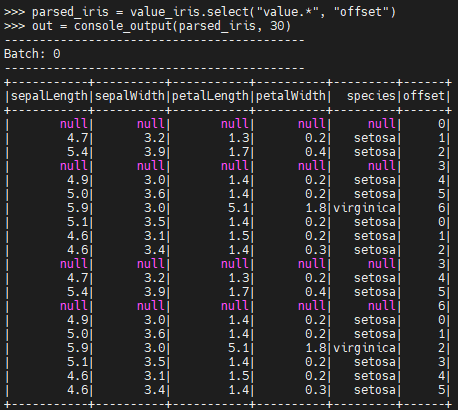 >>> parsed_iris = value_iris.select("value.*", "offset")
>>> out = console_output(parsed_iris, 30)
-------------------------------------------
Batch: 0
-------------------------------------------
+-----------+----------+-----------+----------+---------+------+
|sepalLength|sepalWidth|petalLength|petalWidth|  species|offset|
+-----------+----------+-----------+----------+---------+------+
|       null|      null|       null|      null|     null|     0|
|        4.7|       3.2|        1.3|       0.2|   setosa|     1|
|        5.4|       3.9|        1.7|       0.4|   setosa|     2|
|       null|      null|       null|      null|     null|     3|
|        4.9|       3.0|        1.4|       0.2|   setosa|     4|
|        5.0|       3.6|        1.4|       0.2|   setosa|     5|
|        5.9|       3.0|        5.1|       1.8|virginica|     6|
|        5.1|       3.5|        1.4|       0.2|   setosa|     0|
|        4.6|       3.1|        1.5|       0.2|   setosa|     1|
|        4.6|       3.4|        1.4|       0.3|   setosa|     2|
|       null|      null|       null|      null|     null|     3|
|        4.7|       3.2|        1.3|       0.2|   setosa|     4|
|        5.4|       3.9|        1.7|       0.4|   setosa|     5|
|       null|      null|       null|      null|     null|     6|
|        4.9|       3.0|        1.4|       0.2|   setosa|     0|
|        5.0|       3.6|        1.4|       0.2|   setosa|     1|
|        5.9|       3.0|        5.1|       1.8|virginica|     2|
|        5.1|       3.5|        1.4|       0.2|   setosa|     3|
|        4.6|       3.1|        1.5|       0.2|   setosa|     4|
|        4.6|       3.4|        1.4|       0.3|   setosa|     5|
+-----------+----------+-----------+----------+---------+------+